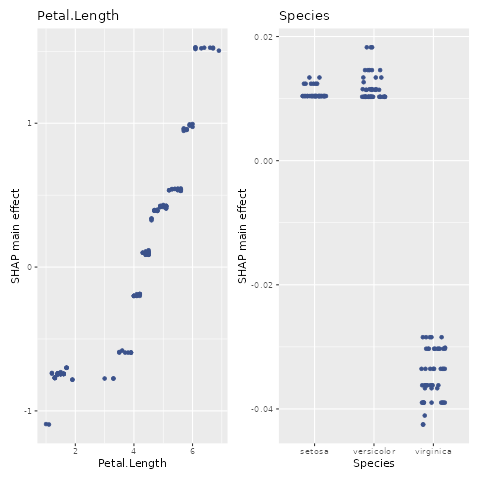 Petal.Length
SHAP main effect
1
0
-1
2
4
6
Petal.Length
Species
SHAP main effect
0.02
0.00
-0.02
-0.04
setosa
versicolor
virginica
Species